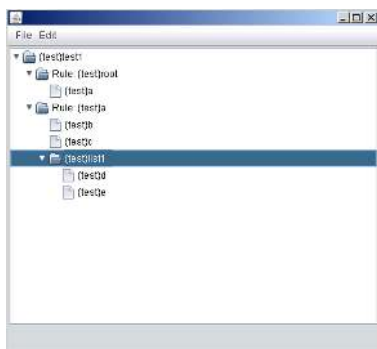 File Edit
(test)test1
Rule: (test)root
(test)a
Rule: (test)a
(test)b
(test)c
(test)list1
(test)d
(test)e